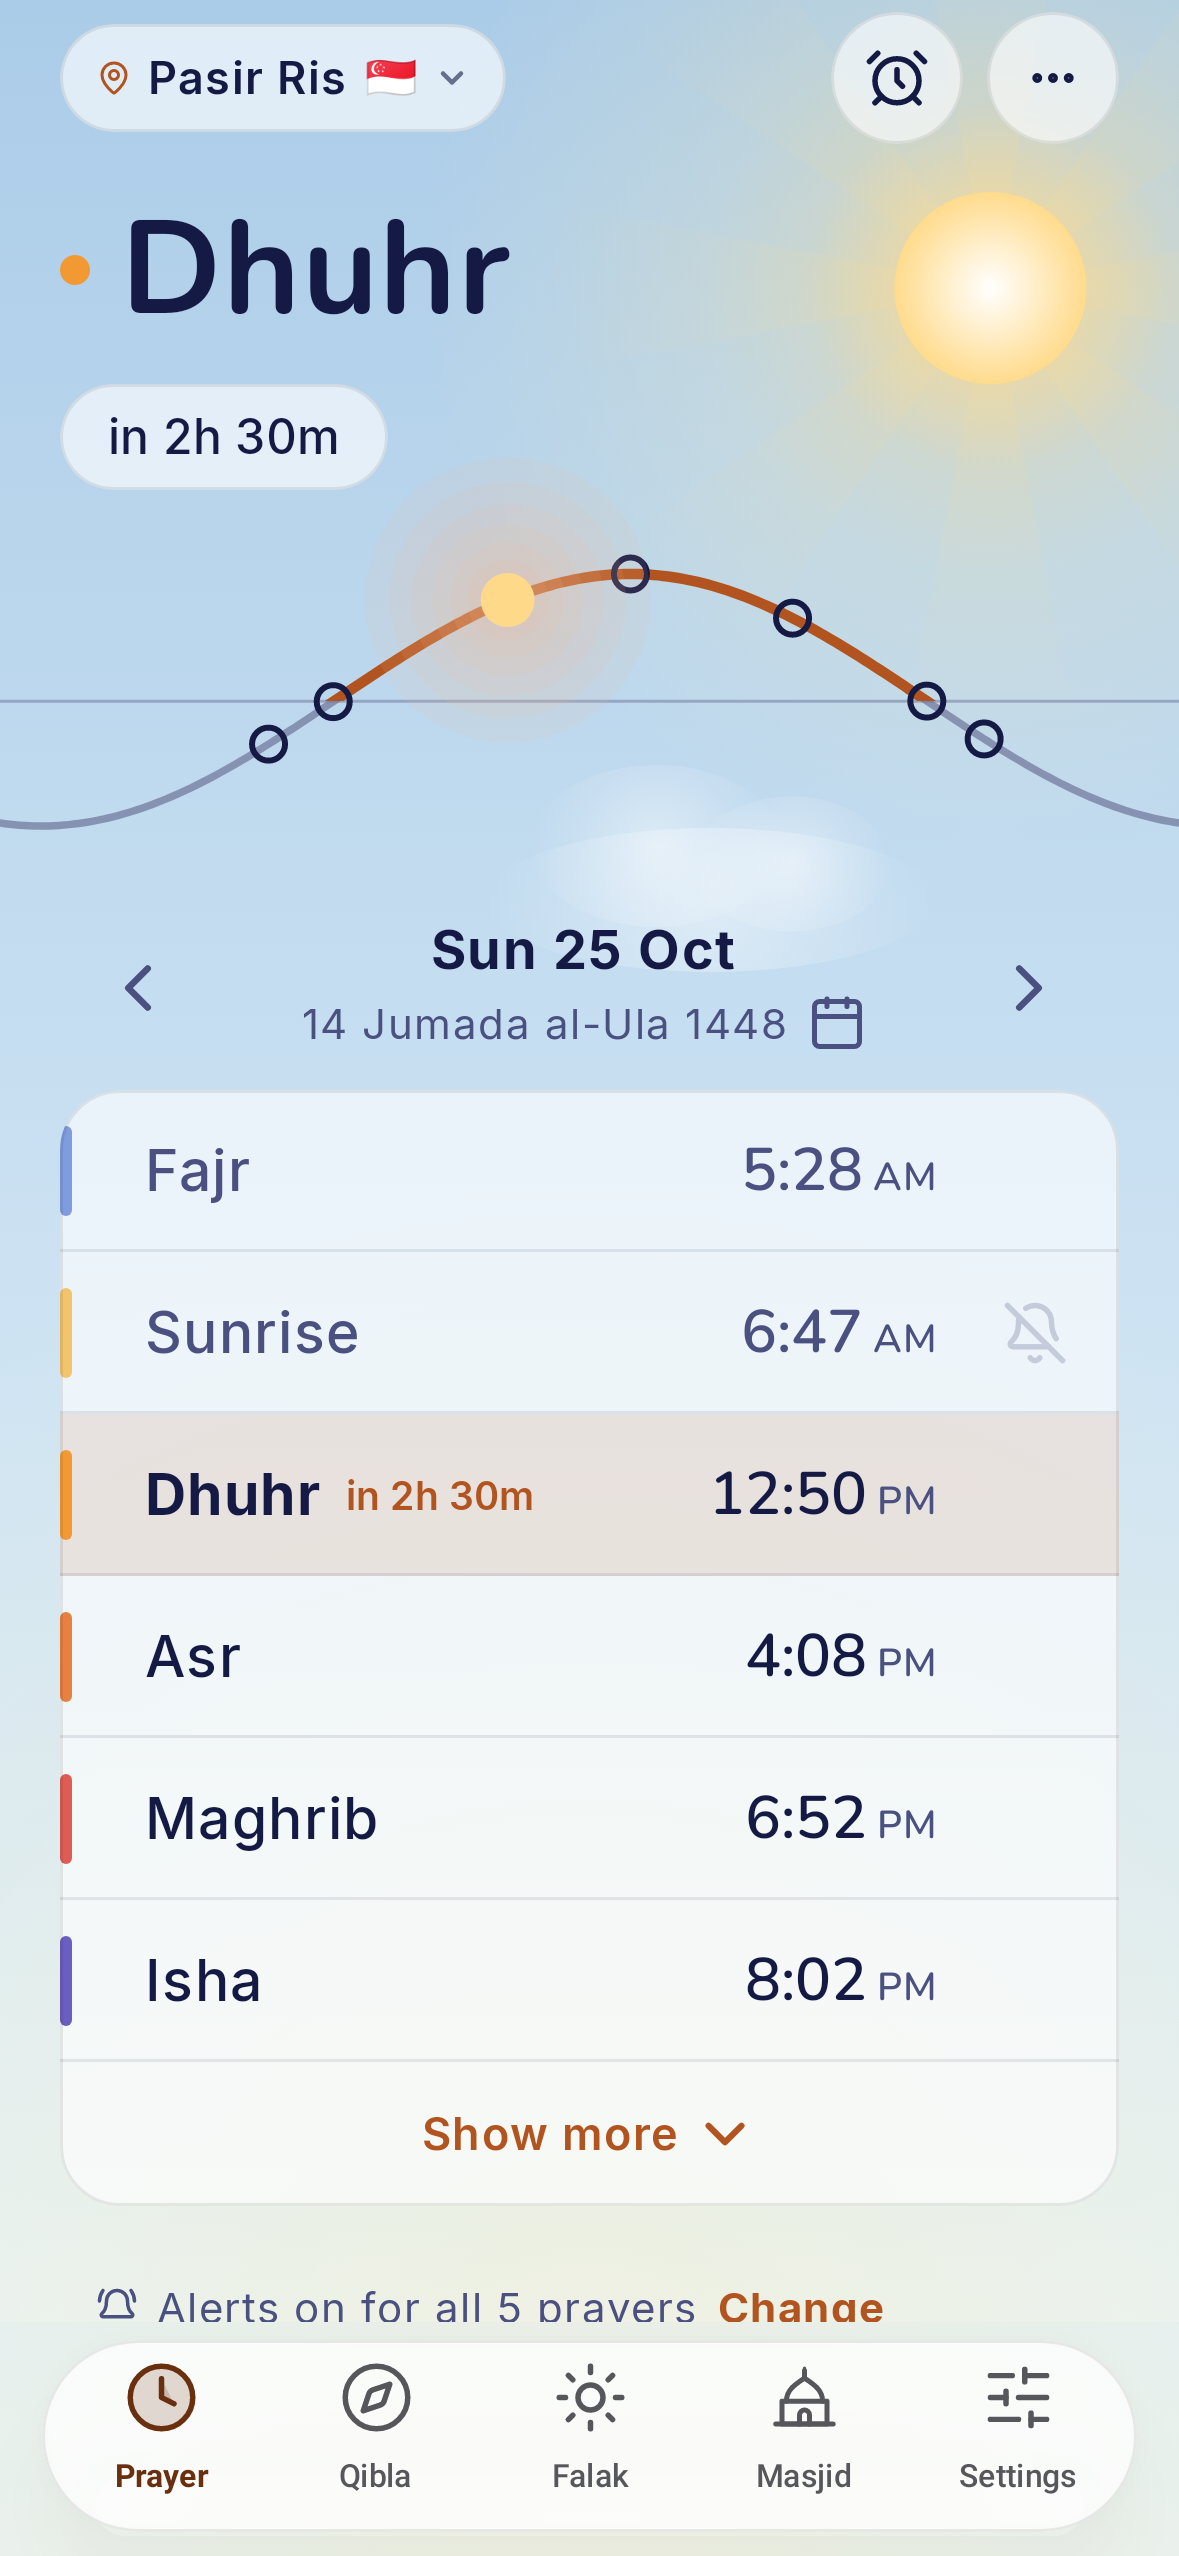 Pasir Ris 🇸🇬
Dhuhr
in 2h 30m
Sun 25 Oct
14 Jumada al-Ula 1448
Fajr 5:28 AM
Sunrise 6:47 AM
Dhuhr in 2h 30m 12:50 PM
Asr 4:08 PM
Maghrib 6:52 PM
Isha 8:02 PM
Show more
Alerts on for all 5 prayers Change
Prayer Qibla Falak Masjid Settings